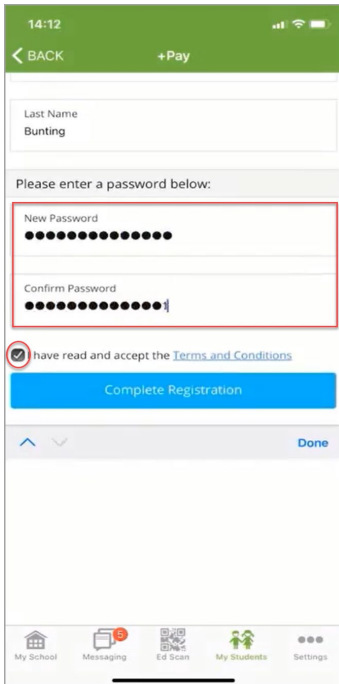 14:12
BACK
+Pay
Last Name
Bunting
Please enter a password below:
New Password
●●●●●●●●●●●●●●
Confirm Password
●●●●●●●●●●●●●
I have read and accept the Terms and Conditions
Complete Registration
Done
5
My School Messaging Ed Scan My Students Settings